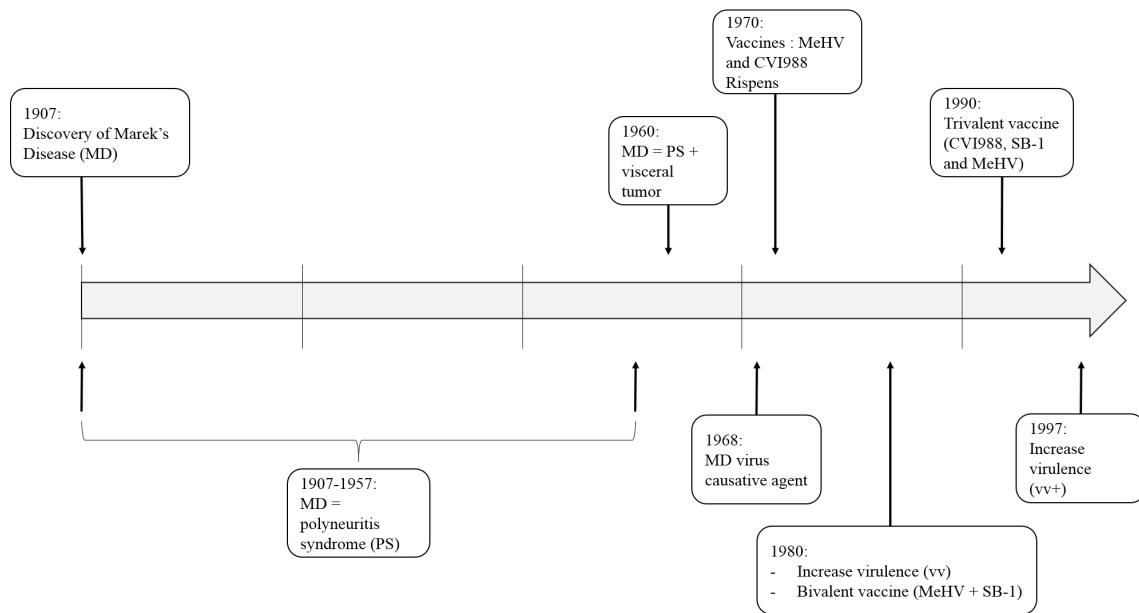 1907:
Discovery of Marek’s
Disease (MD)
1960:
MD = PS +
visceral
tumor
1970:
Vaccines : MeHV
and CVI988
Rispens
1990:
Trivalent vaccine
(CVI988, SB-1
and MeHV)
1907-1957:
MD =
polyneuritis
syndrome (PS)
1968:
MD virus
causative agent
1980:
- Increase virulence (vv)
- Bivalent vaccine (MeHV + SB-1)
1997:
Increase
virulence
(vv+)